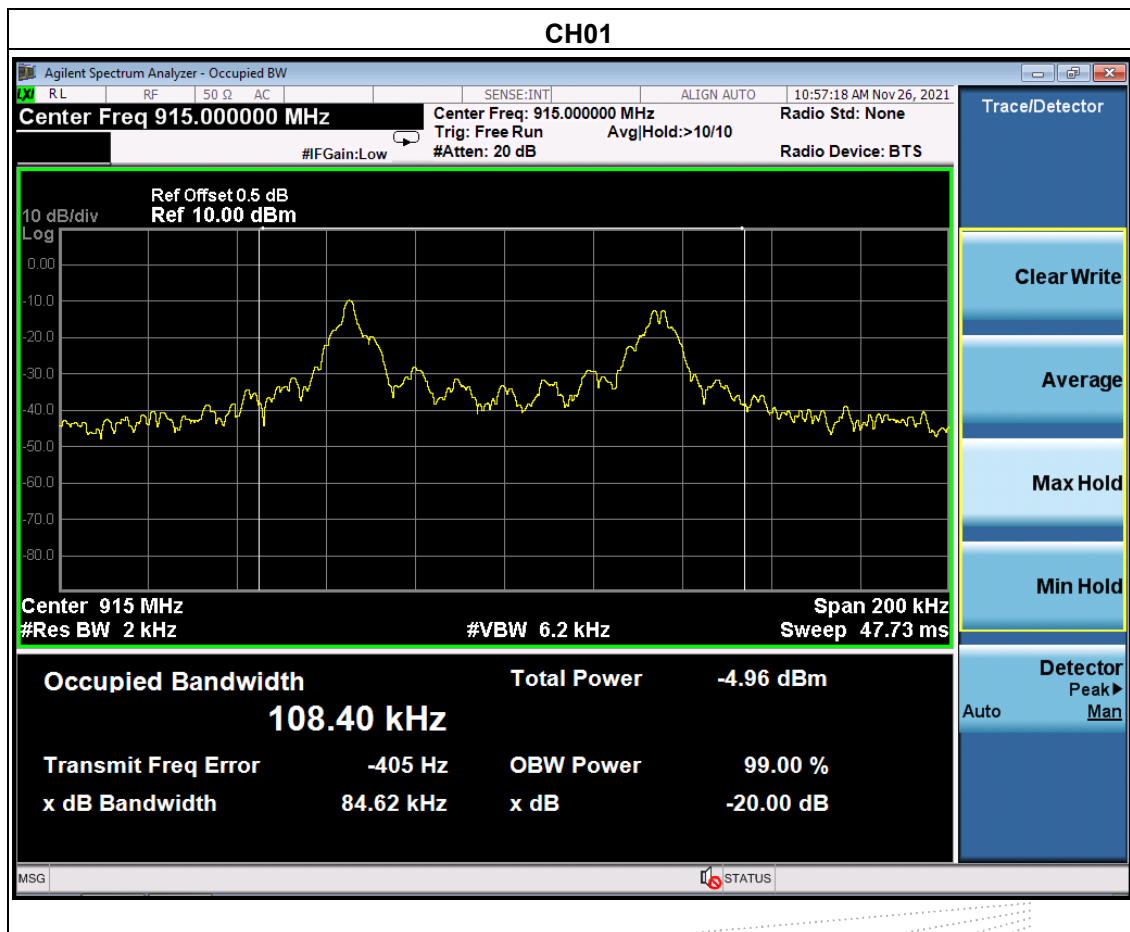 CH01
Agilent Spectrum Analyzer - Occupied BW
LXI RL RF 50 Ω AC SENSE:INT ALIGN AUTO 10:57:18 AM Nov 26, 2021
Center Freq 915.000000 MHz Center Freq: 915.000000 MHz Radio Std: None Trace/Detector
Trig: Free Run Avg|Hold:>10/10
#IFGain:Low #Atten: 20 dB Radio Device: BTS
Ref Offset 0.5 dB
10 dB/div Ref 10.00 dBm
Log
0.00
-10.0
-20.0
-30.0
-40.0
-50.0
-60.0
-70.0
-80.0
Clear Write
Average
Max Hold
Min Hold
Center 915 MHz Span 200 kHz
#Res BW 2 kHz #VBW 6.2 kHz Sweep 47.73 ms
Occupied Bandwidth Total Power -4.96 dBm
108.40 kHz
Transmit Freq Error -405 Hz OBW Power 99.00 %
x dB Bandwidth 84.62 kHz x dB -20.00 dB
Detector
Peak▶
Auto Man
MSG STATUS